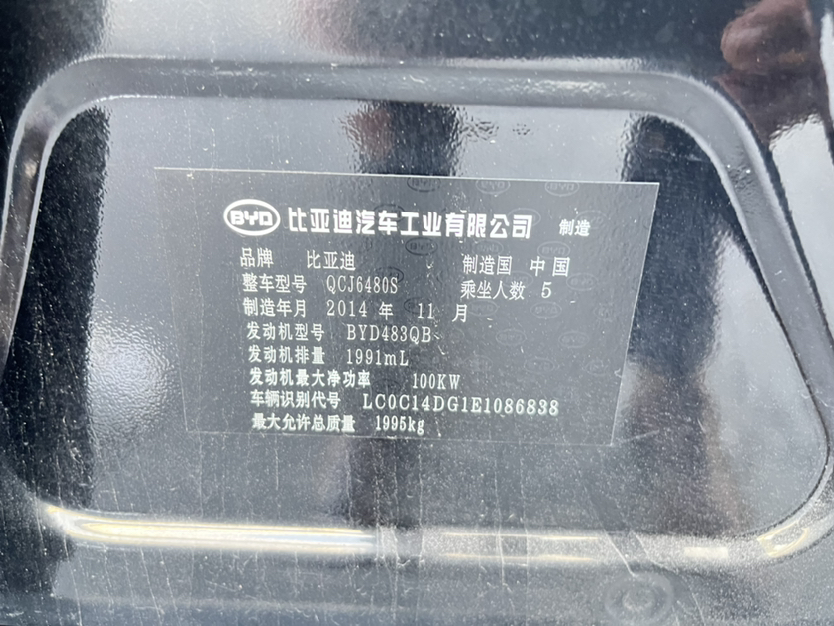 BYD 比亚迪汽车工业有限公司 制造
品牌 比亚迪 制造国 中国
整车型号 QCJ6480S 乘坐人数 5
制造年月 2014 年 11 月
发动机型号 BYD483QB
发动机排量 1991mL
发动机最大净功率 100KW
车辆识别代号 LC0C14DG1E1086838
最大允许总质量 1995kg